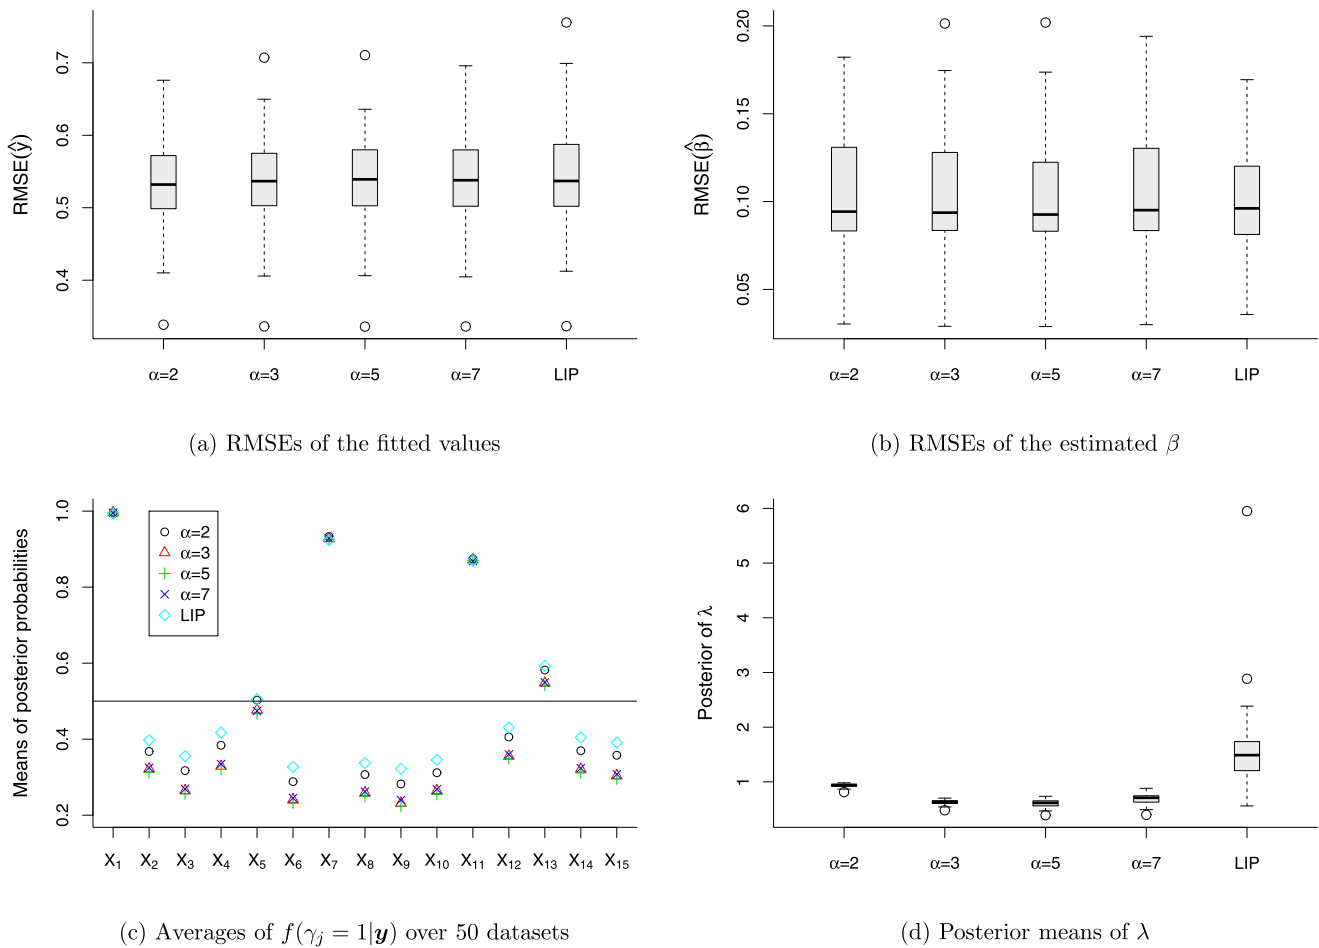 RMSE(ŷ)
0.4 0.5 0.6 0.7
α=2 α=3 α=5 α=7 LIP
(a) RMSEs of the fitted values
RMSE(β̂)
0.05 0.10 0.15 0.20
α=2 α=3 α=5 α=7 LIP
(b) RMSEs of the estimated β
Means of posterior probabilities
0.2 0.4 0.6 0.8 1.0
α=2
α=3
α=5
α=7
LIP
X₁ X₂ X₃ X₄ X₅ X₆ X₇ X₈ X₉ X₁₀ X₁₁ X₁₂ X₁₃ X₁₄ X₁₅
(c) Averages of f(γⱼ = 1|y) over 50 datasets
Posterior of λ
1 2 3 4 5 6
α=2 α=3 α=5 α=7 LIP
(d) Posterior means of λ